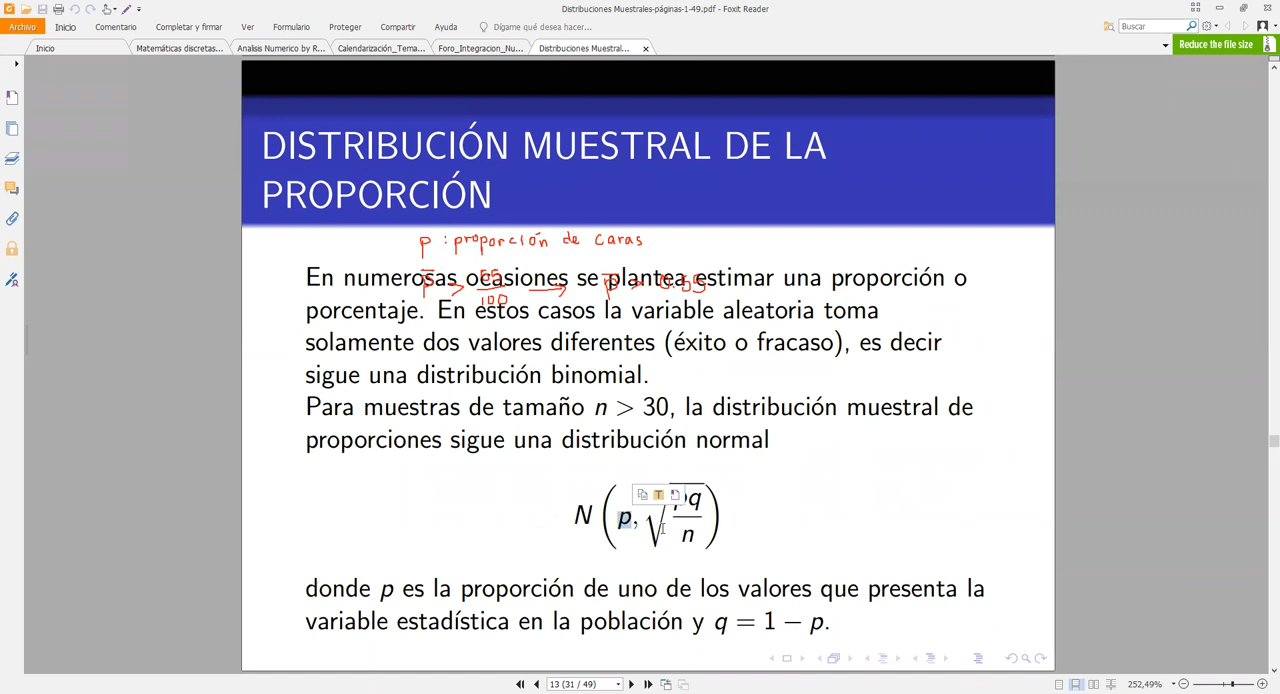 Distribuciones Muestrales-páginas-1-49.pdf - Foxit Reader
Archivo Inicio Comentario Completar y firmar Ver Formulario Proteger Compartir Ayuda Dígame qué desea hacer... Buscar
Inicio Matemáticas discretas... Analisis Numerico by R... Calendarización_Tema... Foro_Integracion_Nu... Distribuciones Muestral... Reduce the file size
DISTRIBUCIÓN MUESTRAL DE LA
PROPORCIÓN
p : proporción de caras
p̅ > 55/100 → p̅ > 0.55
En numerosas ocasiones se plantea estimar una proporción o
porcentaje. En estos casos la variable aleatoria toma
solamente dos valores diferentes (éxito o fracaso), es decir
sigue una distribución binomial.
Para muestras de tamaño n > 30, la distribución muestral de
proporciones sigue una distribución normal
N(p, √(pq/n))
donde p es la proporción de uno de los valores que presenta la
variable estadística en la población y q = 1 − p.
13 (31 / 49) 252,49%